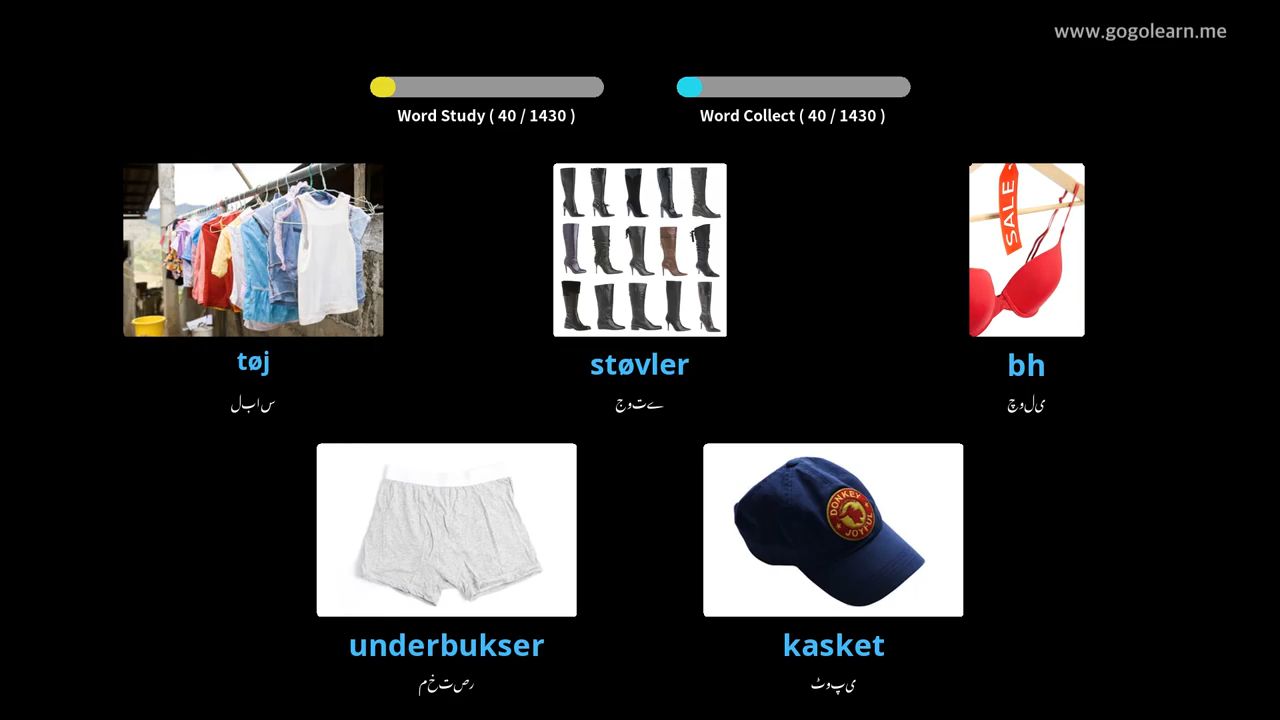 www.gogolearn.me
Word Study ( 40 / 1430 )
Word Collect ( 40 / 1430 )
SALE
tøj
støvler
bh
لباس
جوتے
چولی
DONKEY
JOYFUL
underbukser
kasket
مختصر
ٹوپی